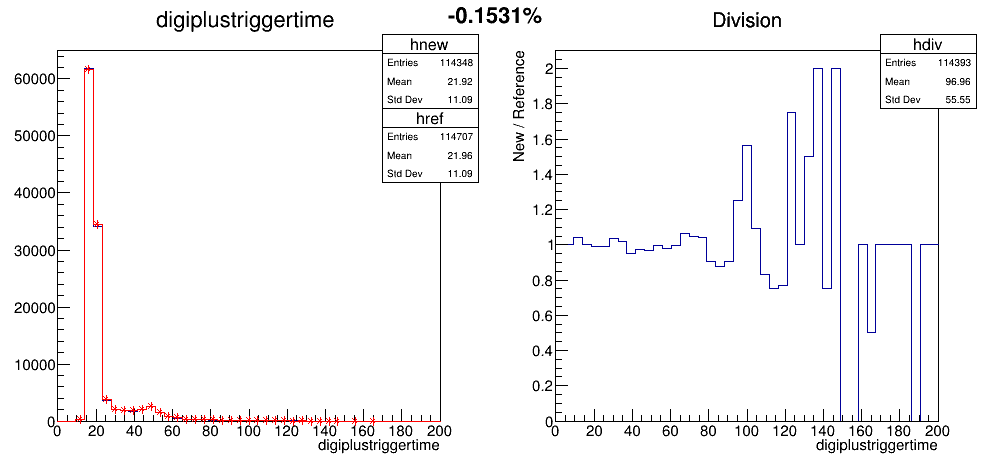 digiplustriggertime
-0.1531%
Division
hnew
Entries 114348
Mean 21.92
Std Dev 11.09
href
Entries 114707
Mean 21.96
Std Dev 11.09
60000
50000
40000
30000
20000
10000
0
0 20 40 60 80 100 120 140 160 180 200
digiplustriggertime
hdiv
Entries 114393
Mean 96.96
Std Dev 55.55
New / Reference
2
1.8
1.6
1.4
1.2
1
0.8
0.6
0.4
0.2
0
0 20 40 60 80 100 120 140 160 180 200
digiplustriggertime